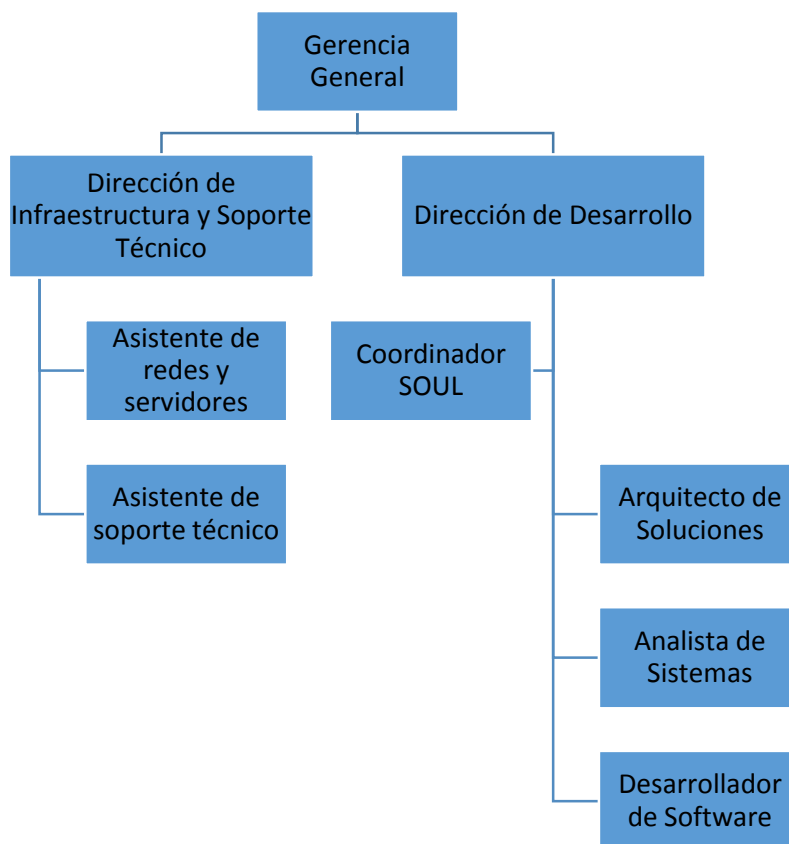 Gerencia
General
Dirección de
Infraestructura y Soporte
Técnico
Dirección de Desarrollo
Asistente de
redes y
servidores
Coordinador
SOUL
Asistente de
soporte técnico
Arquitecto de
Soluciones
Analista de
Sistemas
Desarrollador
de Software